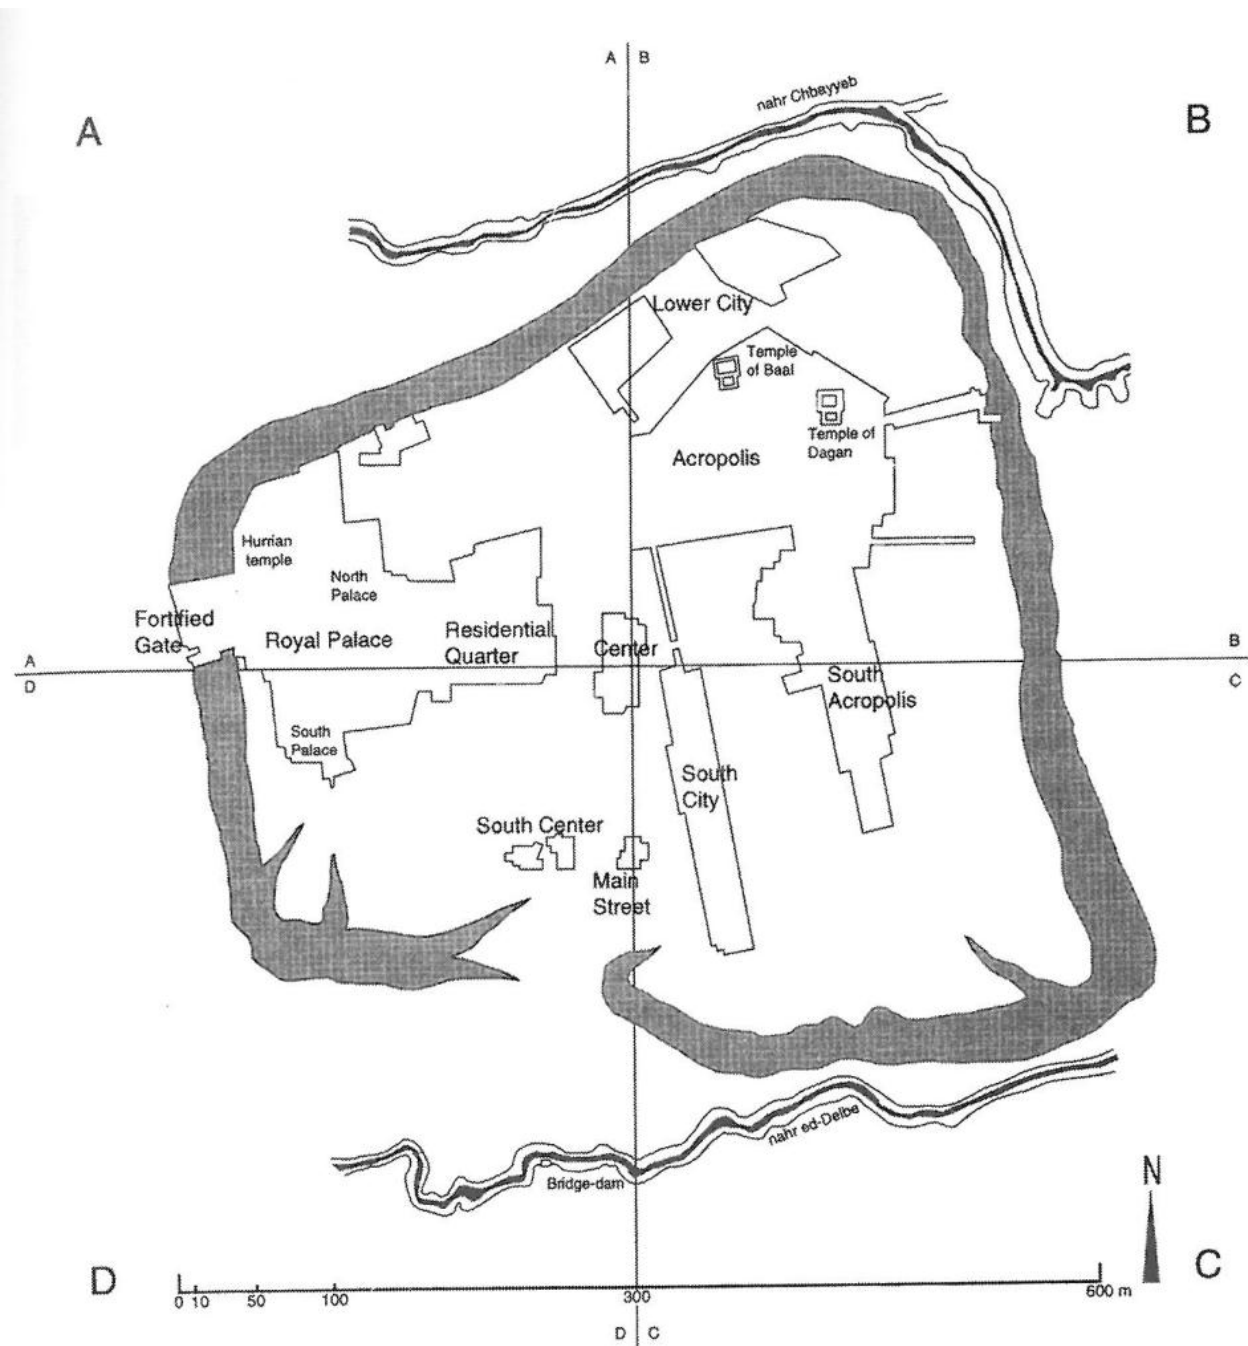 A B
A
B
nahr Chbayyeb
Lower City
Temple
of Baal
Temple of
Dagan
Acropolis
Hurrian
temple
North
Palace
Fortified
Gate
Royal Palace
Residential
Quarter
Center
A
D
B
C
South
Acropolis
South
Palace
South
City
South Center
Main
Street
nahr ed-Delbe
Bridge-dam
N
D
C
0 10 50 100 300 600 m
D C